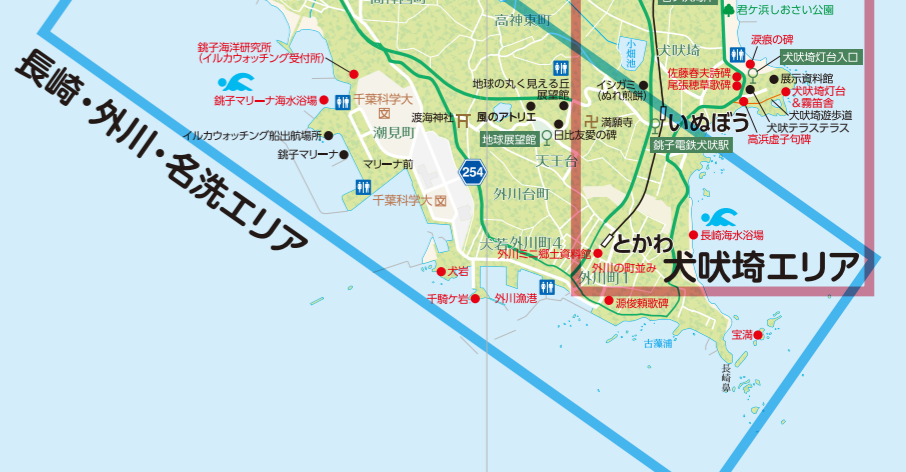 君ケ浜しおさい公園
高神東町
涙痕の碑
犬吠埼
小畑池
犬吠埼灯台入口
銚子海洋研究所
(イルカウォッチング受付所)
佐藤春夫詩碑
尾張穂草歌碑
展示資料館
地球の丸く見える丘
展望館
イシガミ
(ぬれ煎餅)
犬吠埼灯台
&霧笛舎
銚子マリーナ海水浴場
千葉科学大
犬吠埼遊歩道
犬吠テラステラス
渡海神社
風のアトリエ
満願寺
いぬぼう
高浜虚子句碑
潮見町
イルカウォッチング船出航場所
地球展望館
日比友愛の碑
銚子電鉄犬吠駅
銚子マリーナ
マリーナ前
天王台
254
千葉科学大
外川台町
長崎・外川・名洗エリア
長崎海水浴場
とかわ
犬若
外川町4
外川ミニ郷土資料館
犬吠埼エリア
外川の町並み
犬岩
外川町1
千騎ケ岩
外川漁港
源俊頼歌碑
宝満
古藻浦
長崎鼻